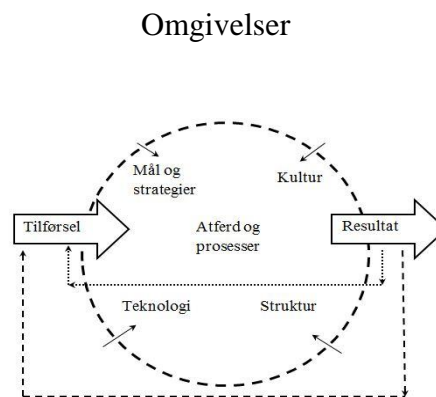 Omgivelser
Mål og
strategier
Kultur
Tilførsel
Atferd og
prosesser
Resultat
Teknologi
Struktur